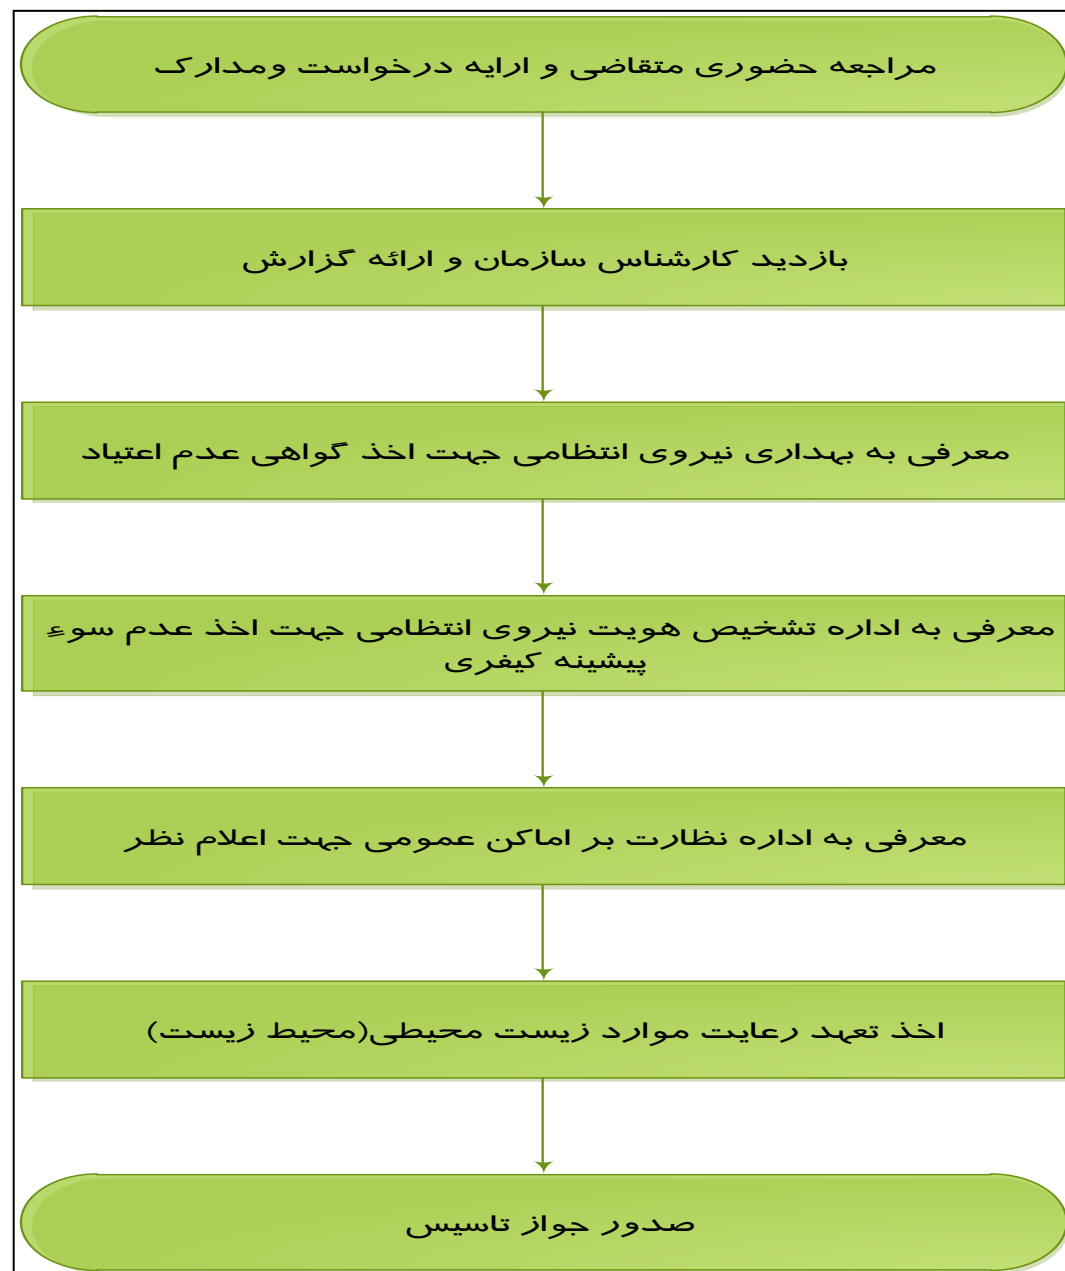 مراجعه حضوری متقاضی و ارایه درخواست ومدارک
بازدید کارشناس سازمان و ارائه گزارش
معرفی به بهداری نیروی انتظامی جهت اخذ گواهی عدم اعتیاد
معرفی به اداره تشخیص هویت نیروی انتظامی جهت اخذ عدم سوءِ
پیشینه کیفری
معرفی به اداره نظارت بر اماکن عمومی جهت اعلام نظر
اخذ تعهد رعایت موارد زیست محیطی(محیط زیست)
صدور جواز تاسیس